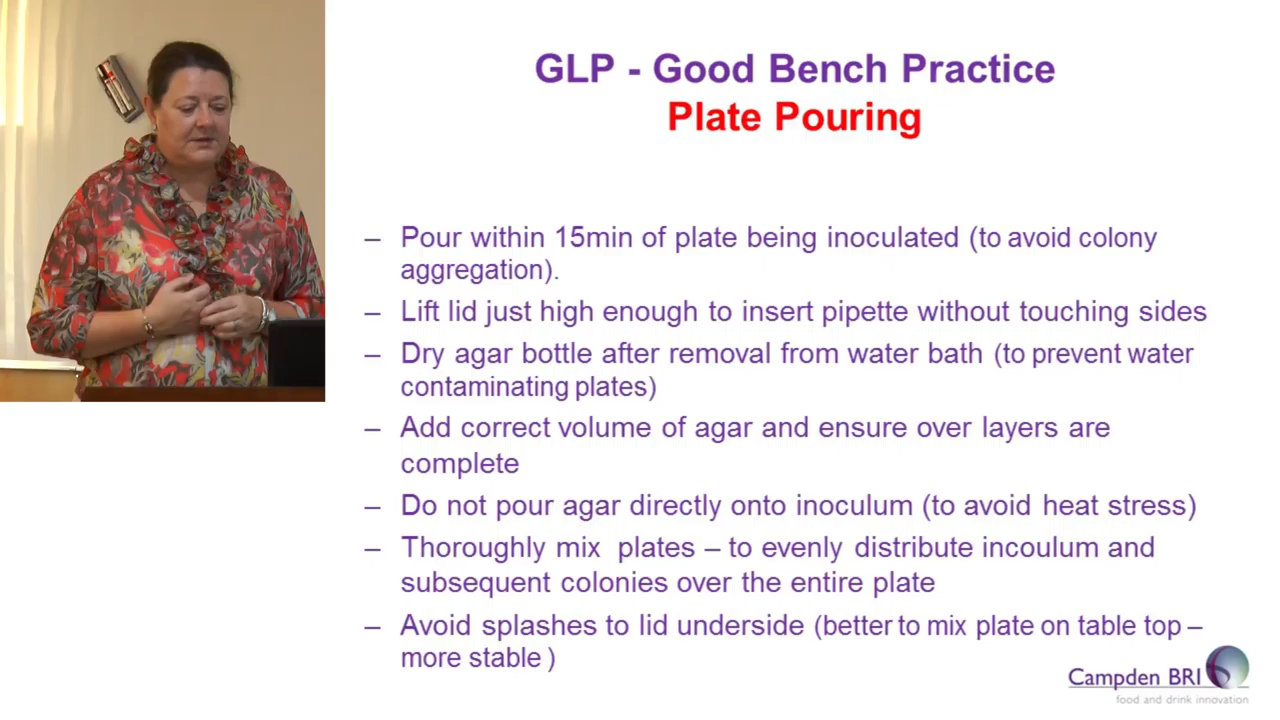 GLP - Good Bench Practice
Plate Pouring
– Pour within 15min of plate being inoculated (to avoid colony
aggregation).
– Lift lid just high enough to insert pipette without touching sides
– Dry agar bottle after removal from water bath (to prevent water
contaminating plates)
– Add correct volume of agar and ensure over layers are
complete
– Do not pour agar directly onto inoculum (to avoid heat stress)
– Thoroughly mix plates – to evenly distribute incoulum and
subsequent colonies over the entire plate
– Avoid splashes to lid underside (better to mix plate on table top –
more stable )
Campden BRI
food and drink innovation